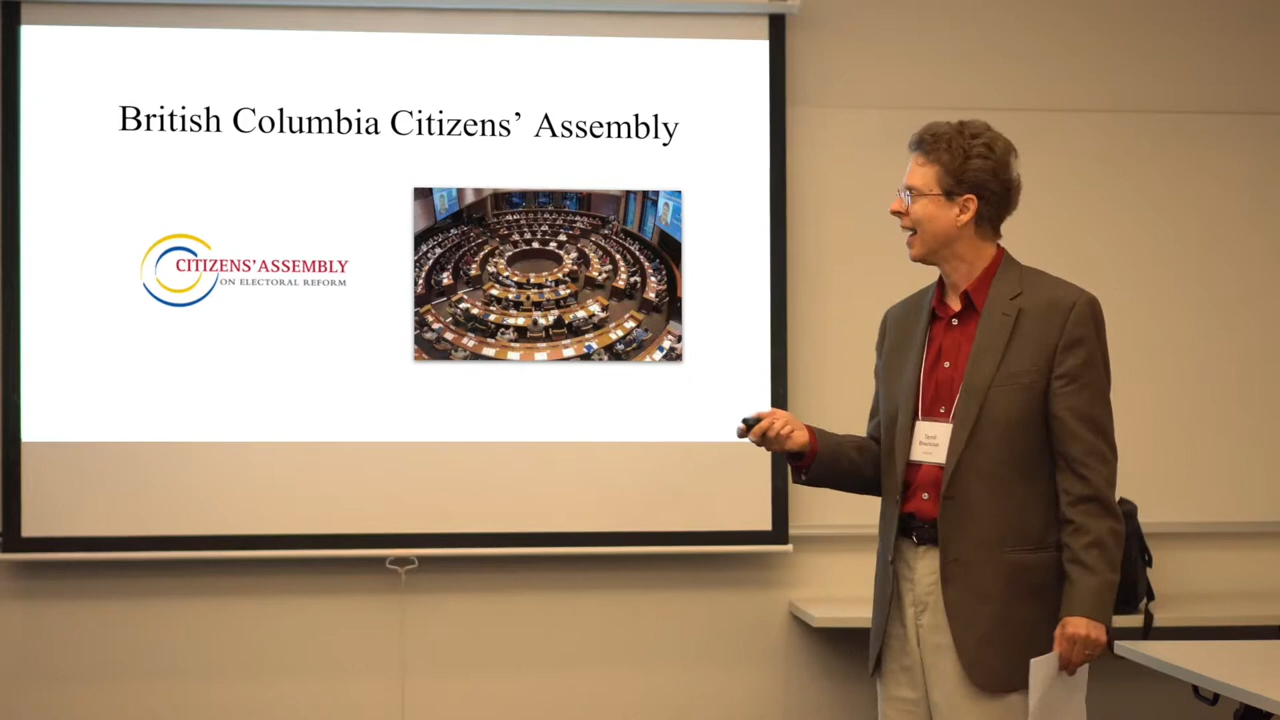 British Columbia Citizens’ Assembly
CITIZENS’ASSEMBLY
ON ELECTORAL REFORM